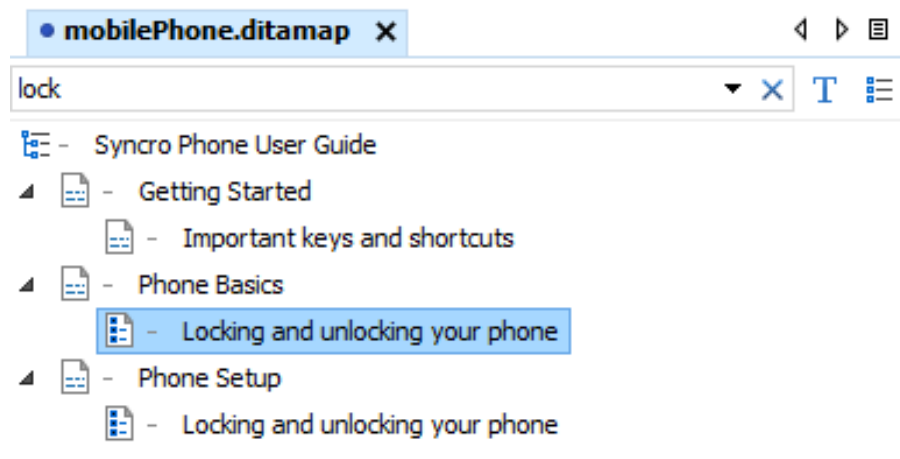 mobilePhone.ditamap
lock
Syncro Phone User Guide
Getting Started
Important keys and shortcuts
Phone Basics
Locking and unlocking your phone
Phone Setup
Locking and unlocking your phone